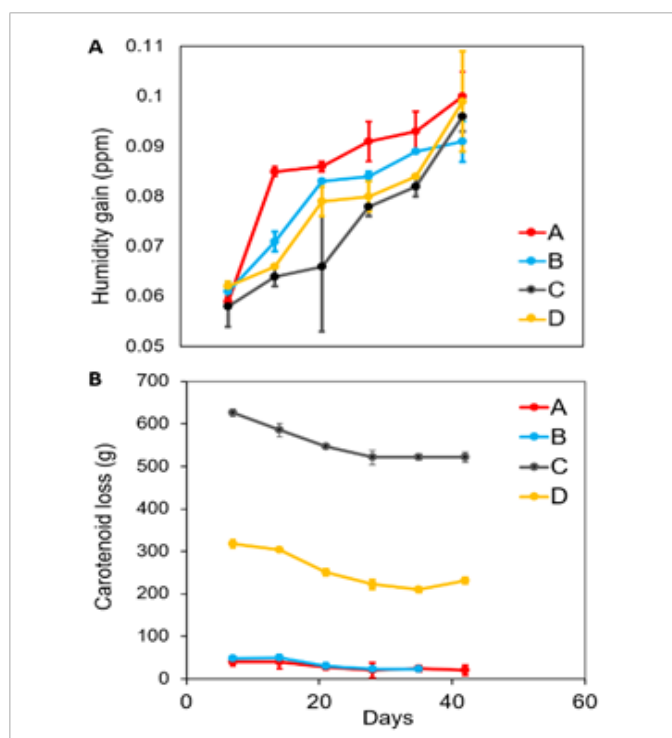 A
0.11
0.1
0.09
0.08
0.07
0.06
0.05
Humidity gain (ppm)
A
B
C
D
B
700
600
500
400
300
200
100
0
Carotenoid loss (g)
A
B
C
D
0 20 40 60
Days